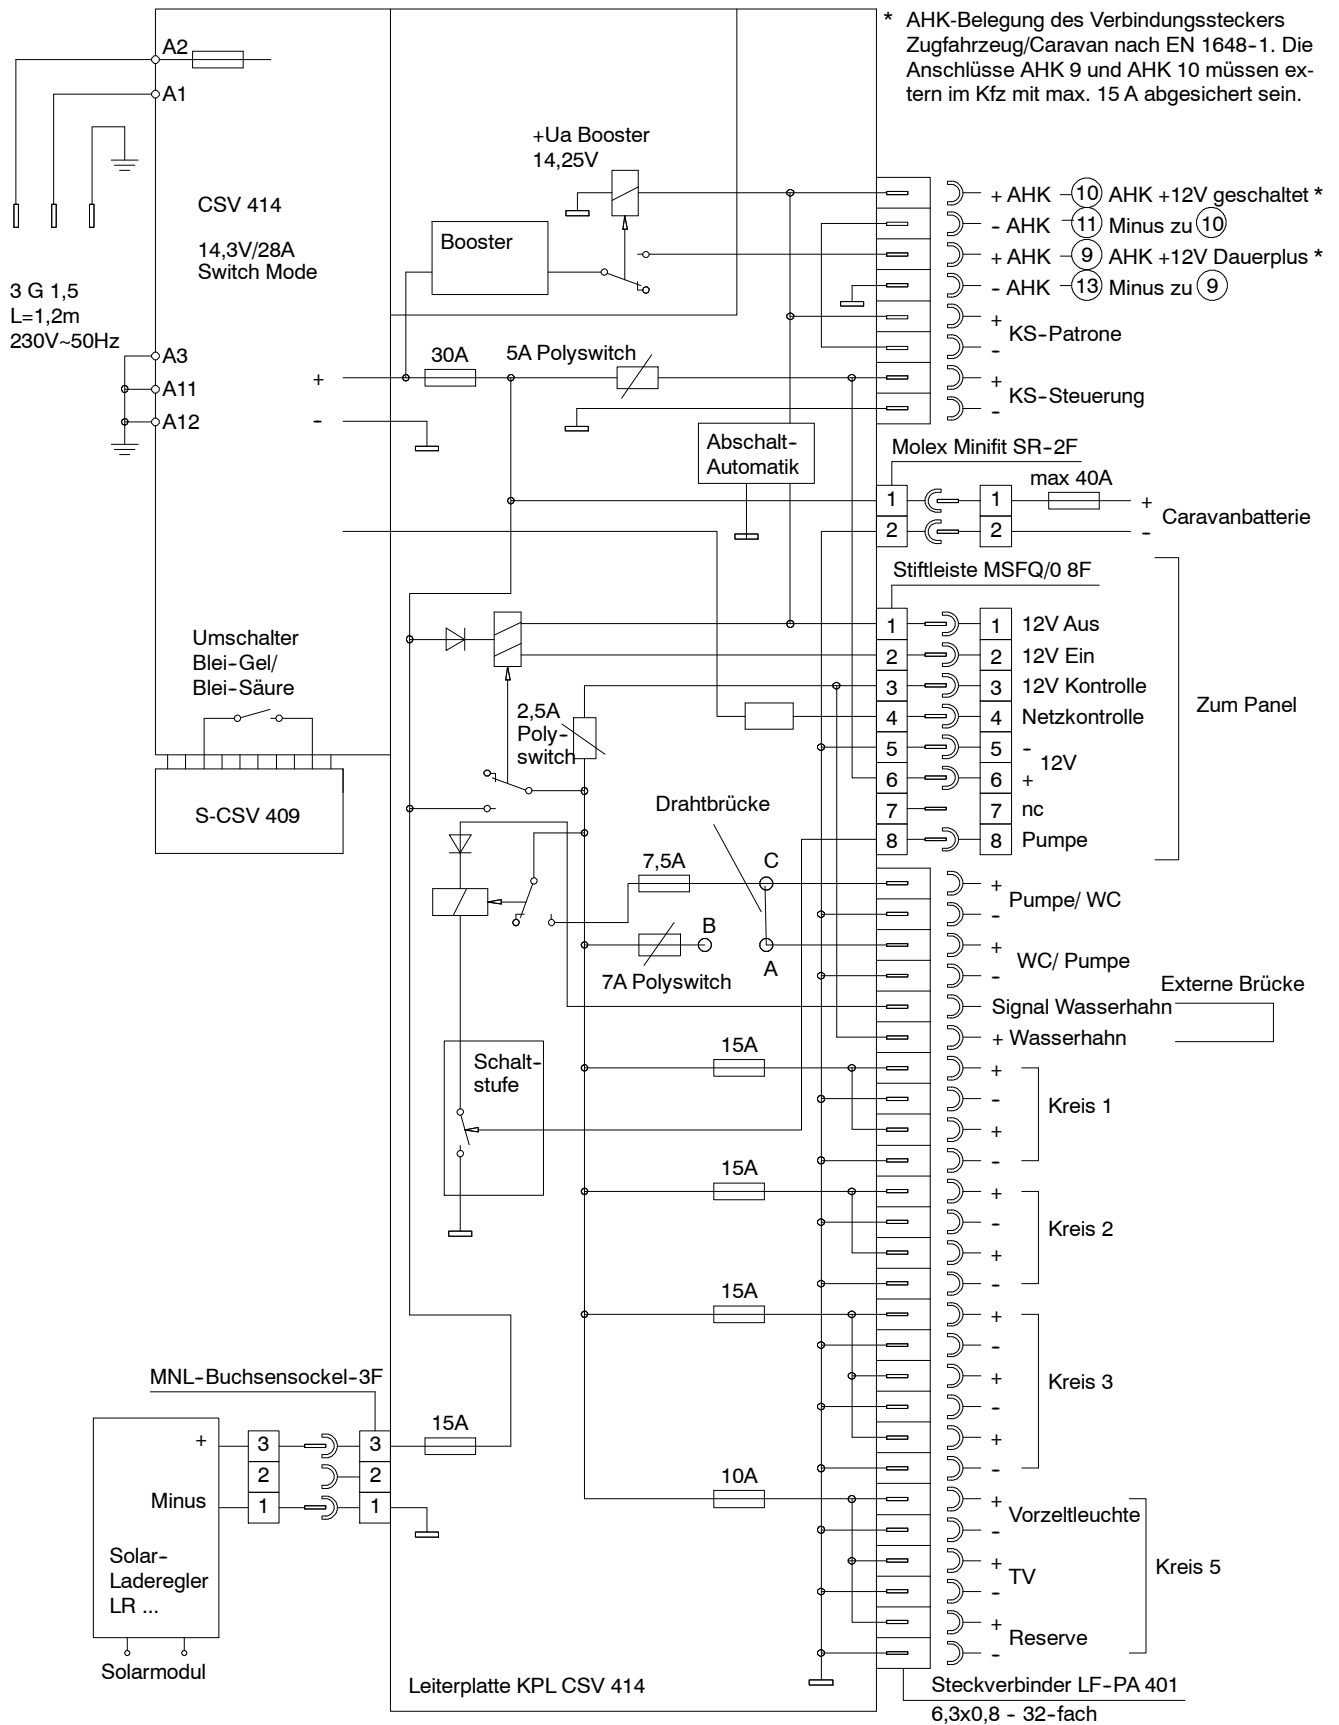 * AHK-Belegung des Verbindungssteckers
Zugfahrzeug/Caravan nach EN 1648-1. Die
Anschlüsse AHK 9 und AHK 10 müssen ex-
tern im Kfz mit max. 15 A abgesichert sein.
A2
A1
+Ua Booster
14,25V
CSV 414
14,3V/28A
Switch Mode
Booster
3 G 1,5
L=1,2m
230V~50Hz
+ AHK 10 AHK +12V geschaltet *
- AHK 11 Minus zu 10
+ AHK 9 AHK +12V Dauerplus *
- AHK 13 Minus zu 9
+
KS-Patrone
-
A3
A11
A12
+
-
30A
5A Polyswitch
+
KS-Steuerung
-
Abschalt-
Automatik
Molex Minifit SR-2F
max 40A
1 1 +
2 2 -
Caravanbatterie
Stiftleiste MSFQ/0 8F
1 1 12V Aus
2 2 12V Ein
3 3 12V Kontrolle
4 4 Netzkontrolle
5 5 -
12V
6 6 +
7 7 nc
8 8 Pumpe
Zum Panel
Umschalter
Blei-Gel/
Blei-Säure
S-CSV 409
2,5A
Poly-
switch
Drahtbrücke
7,5A
C
B
A
7A Polyswitch
+
Pumpe/ WC
-
+
WC/ Pumpe
-
Externe Brücke
Signal Wasserhahn
+ Wasserhahn
Schalt-
stufe
15A
+
-
Kreis 1
+
-
15A
+
-
Kreis 2
+
-
15A
+
-
+
Kreis 3
-
+
-
10A
+
Vorzeltleuchte
-
+
TV
-
Kreis 5
+
Reserve
-
MNL-Buchsensockel-3F
15A
+ 3 3
2 2
Minus 1 1
Solar-
Laderegler
LR ...
Solarmodul
Leiterplatte KPL CSV 414
Steckverbinder LF-PA 401
6,3x0,8 - 32-fach